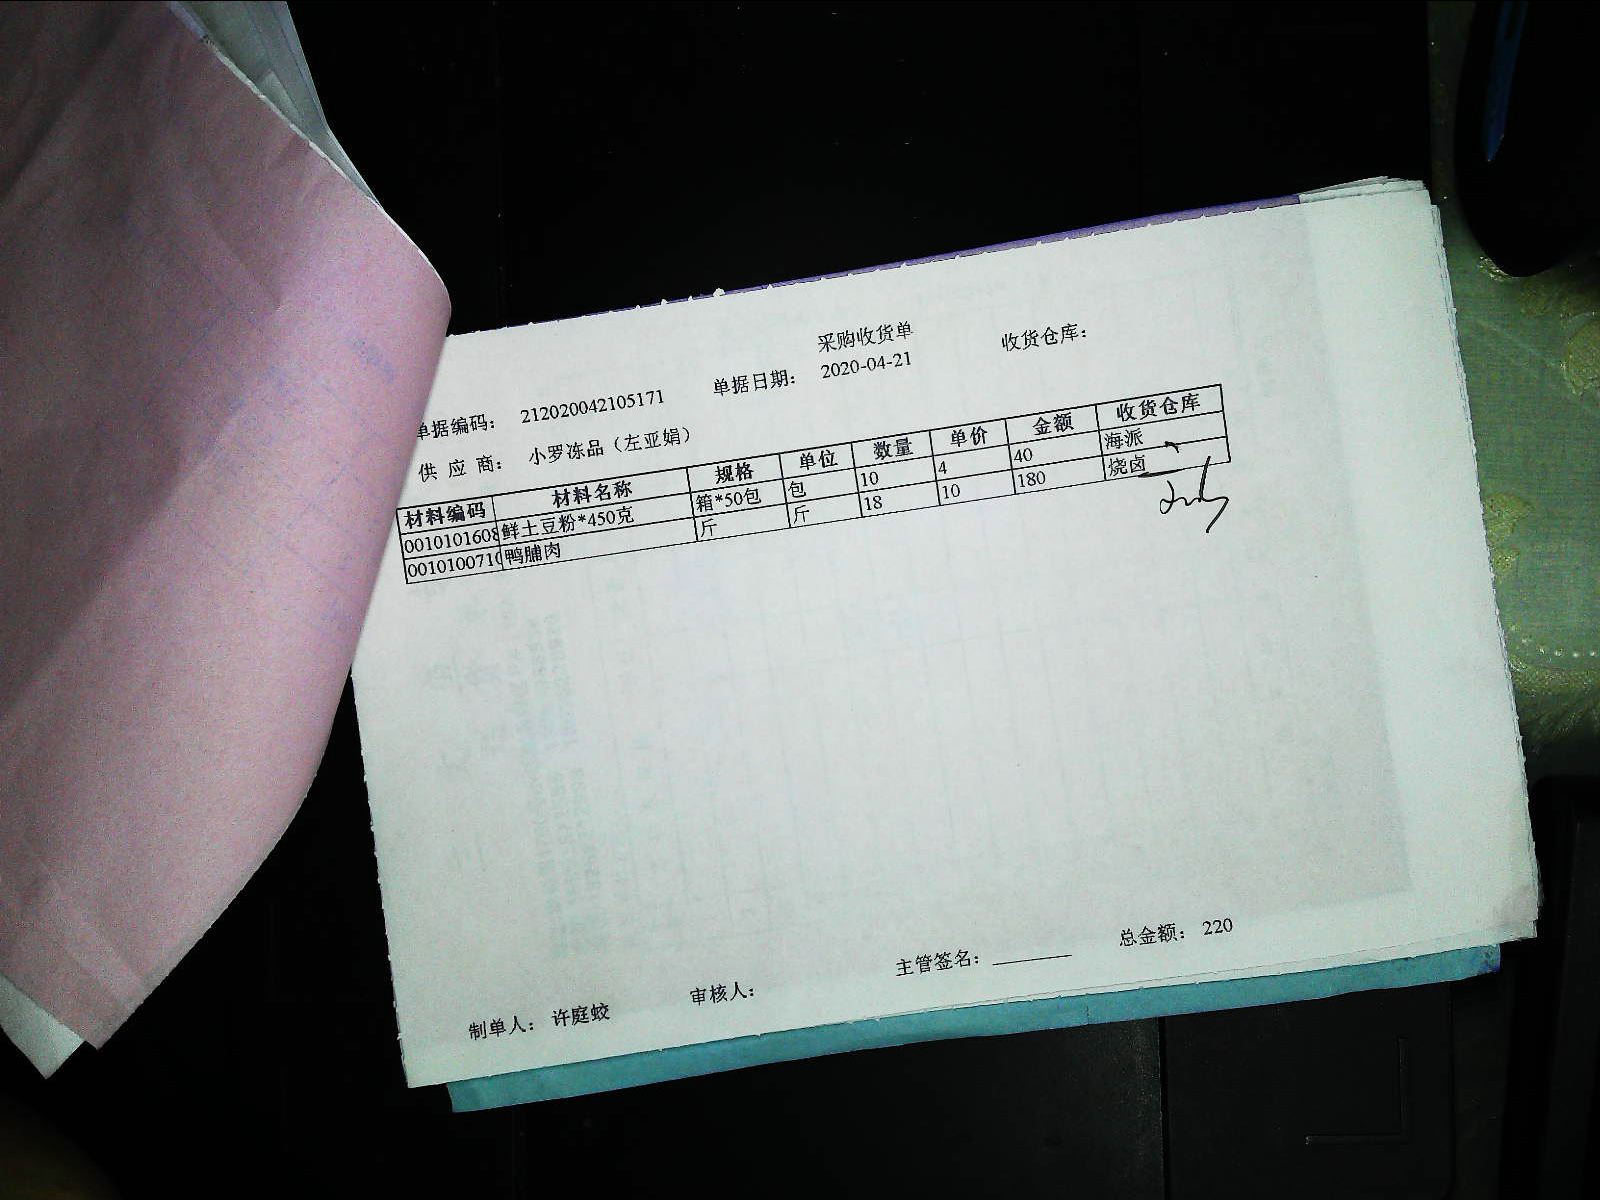 采购收货单
单据编码： 212020042105171 单据日期： 2020-04-21 收货仓库：
供 应 商： 小罗冻品（左亚娟）
材料编码 材料名称 规格 单位 数量 单价 金额 收货仓库
0010101608 鲜土豆粉*450克 箱*50包 包 10 4 40 海派
0010100710 鸭脯肉 斤 斤 18 10 180 烧卤
制单人： 许庭蛟 审核人： 主管签名： ________ 总金额： 220